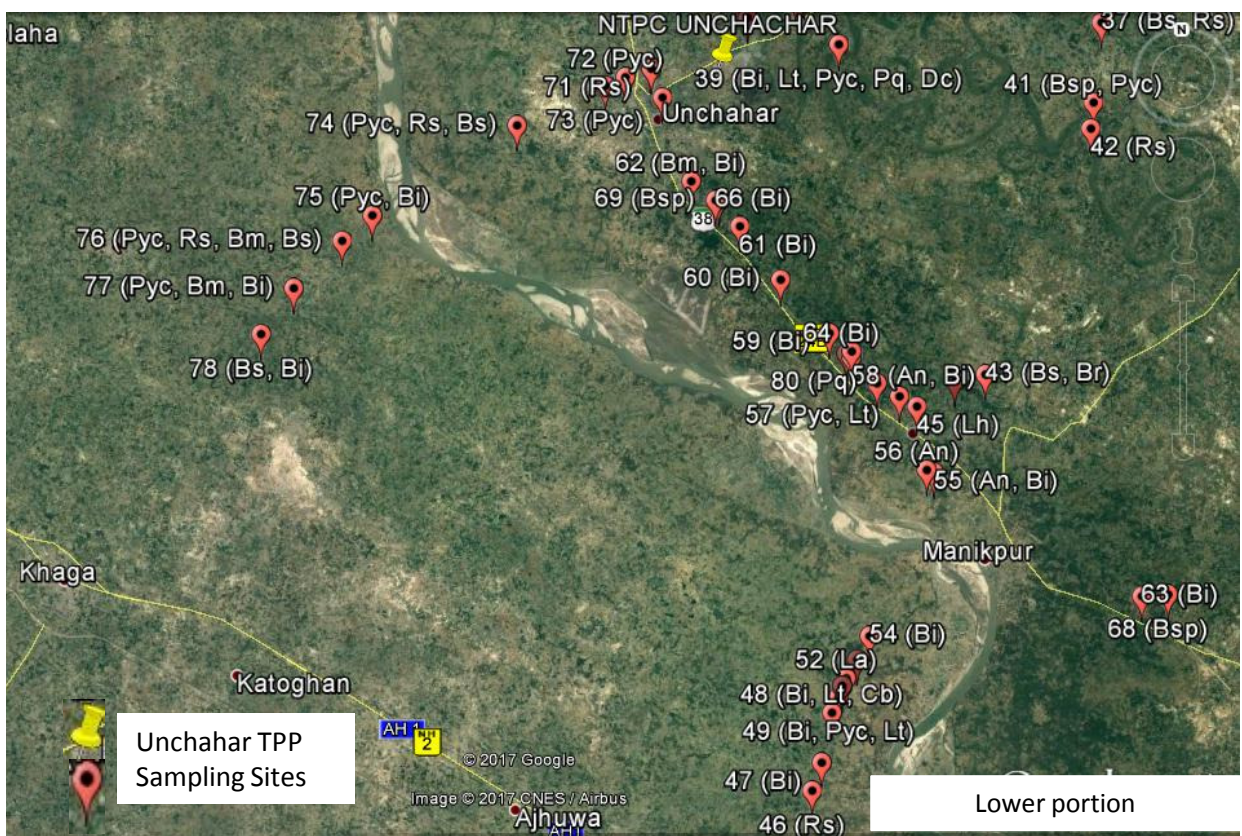 NTPC UNCHACHAR
laha
37 (Bs, Rs)
N
72 (Pyc)
39 (Bi, Lt, Pyc, Pq, Dc)
71 (Rs)
41 (Bsp, Pyc)
73 (Pyc)
Unchahar
74 (Pyc, Rs, Bs)
42 (Rs)
62 (Bm, Bi)
75 (Pyc, Bi)
69 (Bsp)
66 (Bi)
38
76 (Pyc, Rs, Bm, Bs)
61 (Bi)
60 (Bi)
77 (Pyc, Bm, Bi)
59 (Bi)
64 (Bi)
78 (Bs, Bi)
80 (Pq)
58 (An, Bi)
43 (Bs, Br)
57 (Pyc, Lt)
45 (Lh)
56 (An)
55 (An, Bi)
Manikpur
Khaga
63 (Bi)
68 (Bsp)
54 (Bi)
52 (La)
Katoghan
48 (Bi, Lt, Cb)
49 (Bi, Pyc, Lt)
AH 1
NH
2
Unchahar TPP
Sampling Sites
© 2017 Google
47 (Bi)
Image © 2017 CNES / Airbus
Lower portion
Ajhuwa
46 (Rs)
AH1